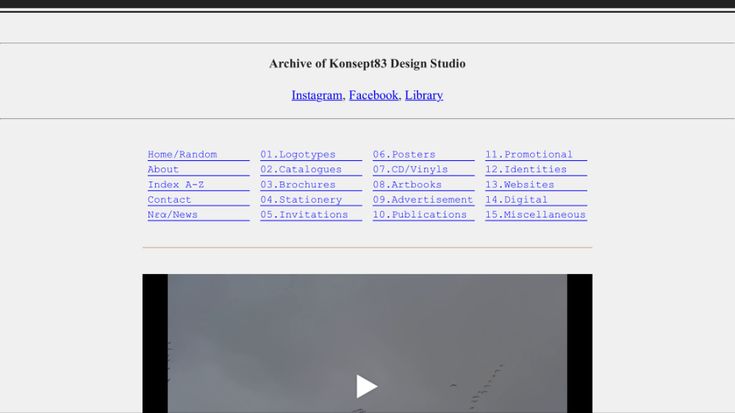 Archive of Konsept83 Design Studio
Instagram, Facebook, Library
Home/Random 01.Logotypes 06.Posters 11.Promotional
About 02.Catalogues 07.CD/Vinyls 12.Identities
Index A-Z 03.Brochures 08.Artbooks 13.Websites
Contact 04.Stationery 09.Advertisement 14.Digital
Νεα/News 05.Invitations 10.Publications 15.Miscellaneous